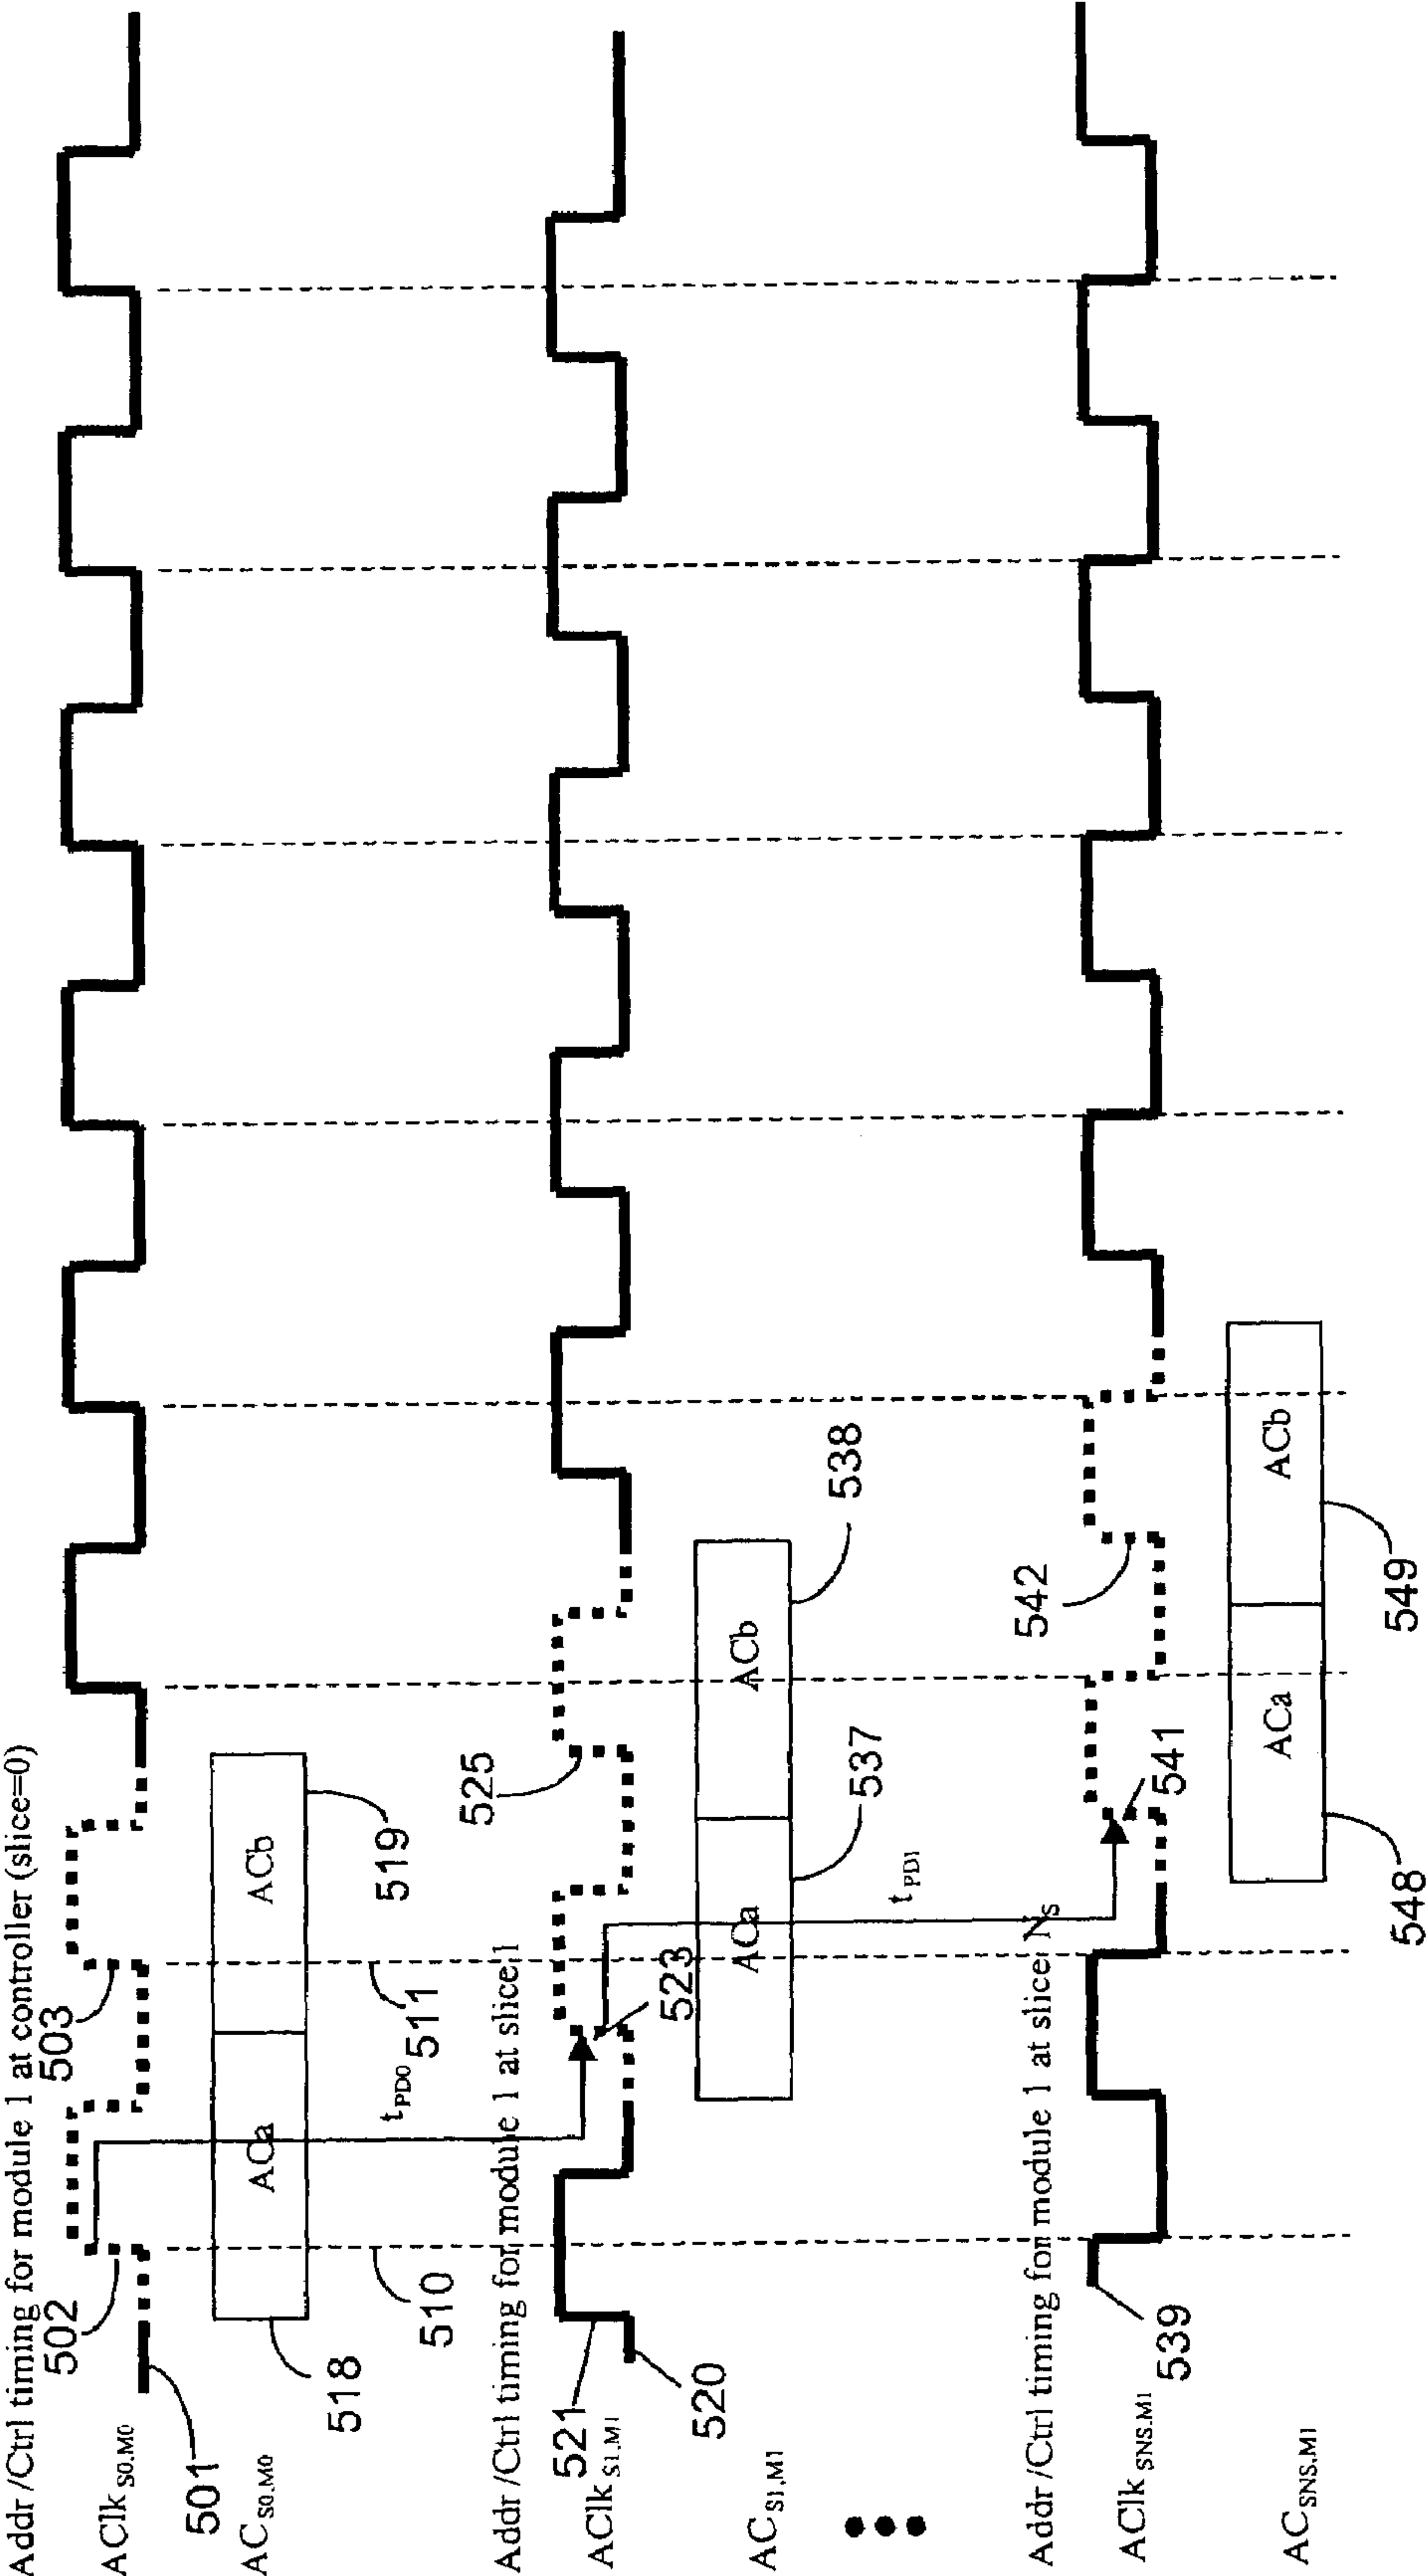 Addr /Ctrl timing for module 1 at controller (slice=0)
502
503
AClk S0.M0
501
AC S0.M0
ACa
ACb
518
519
510
tPD0
511
Addr /Ctrl timing for module 1 at slice 1
521
523
525
AClk S1.M1
520
AC S1,M1
ACa
ACb
537
538
tPD1
Addr /Ctrl timing for module 1 at slice Ns
541
542
AClk SNS.M1
539
AC SNS.M1
ACa
ACb
548
549